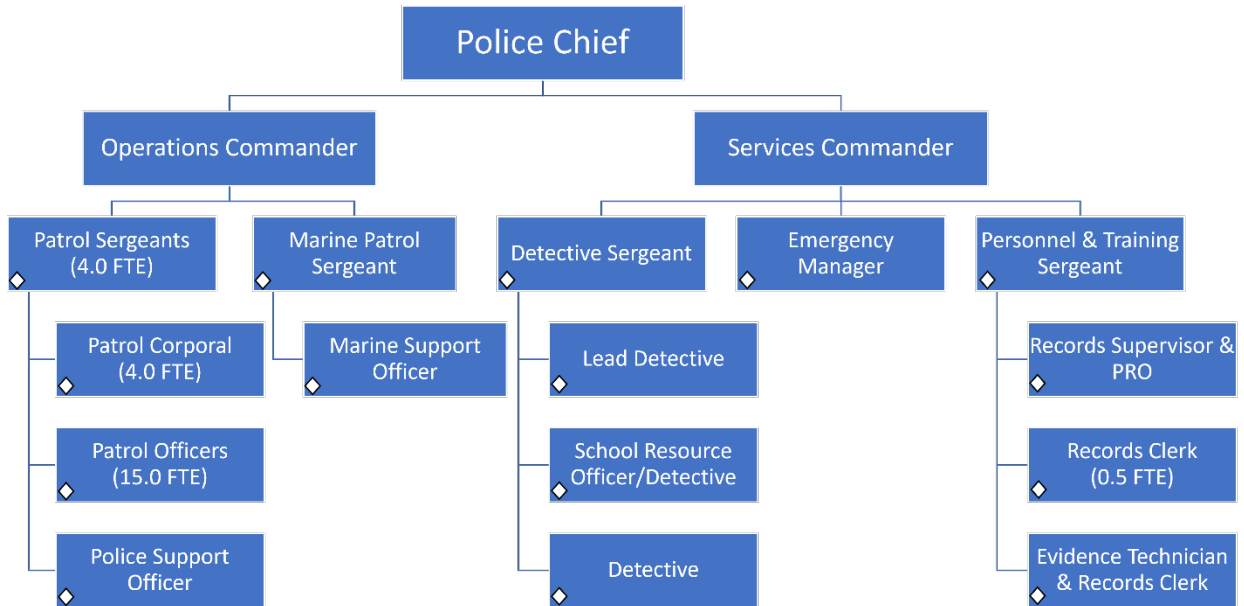 Police Chief
Operations Commander
Services Commander
Patrol Sergeants
(4.0 FTE)
Marine Patrol
Sergeant
Detective Sergeant
Emergency
Manager
Personnel & Training
Sergeant
Patrol Corporal
(4.0 FTE)
Marine Support
Officer
Lead Detective
Records Supervisor &
PRO
Patrol Officers
(15.0 FTE)
School Resource
Officer/Detective
Records Clerk
(0.5 FTE)
Police Support
Officer
Detective
Evidence Technician
& Records Clerk